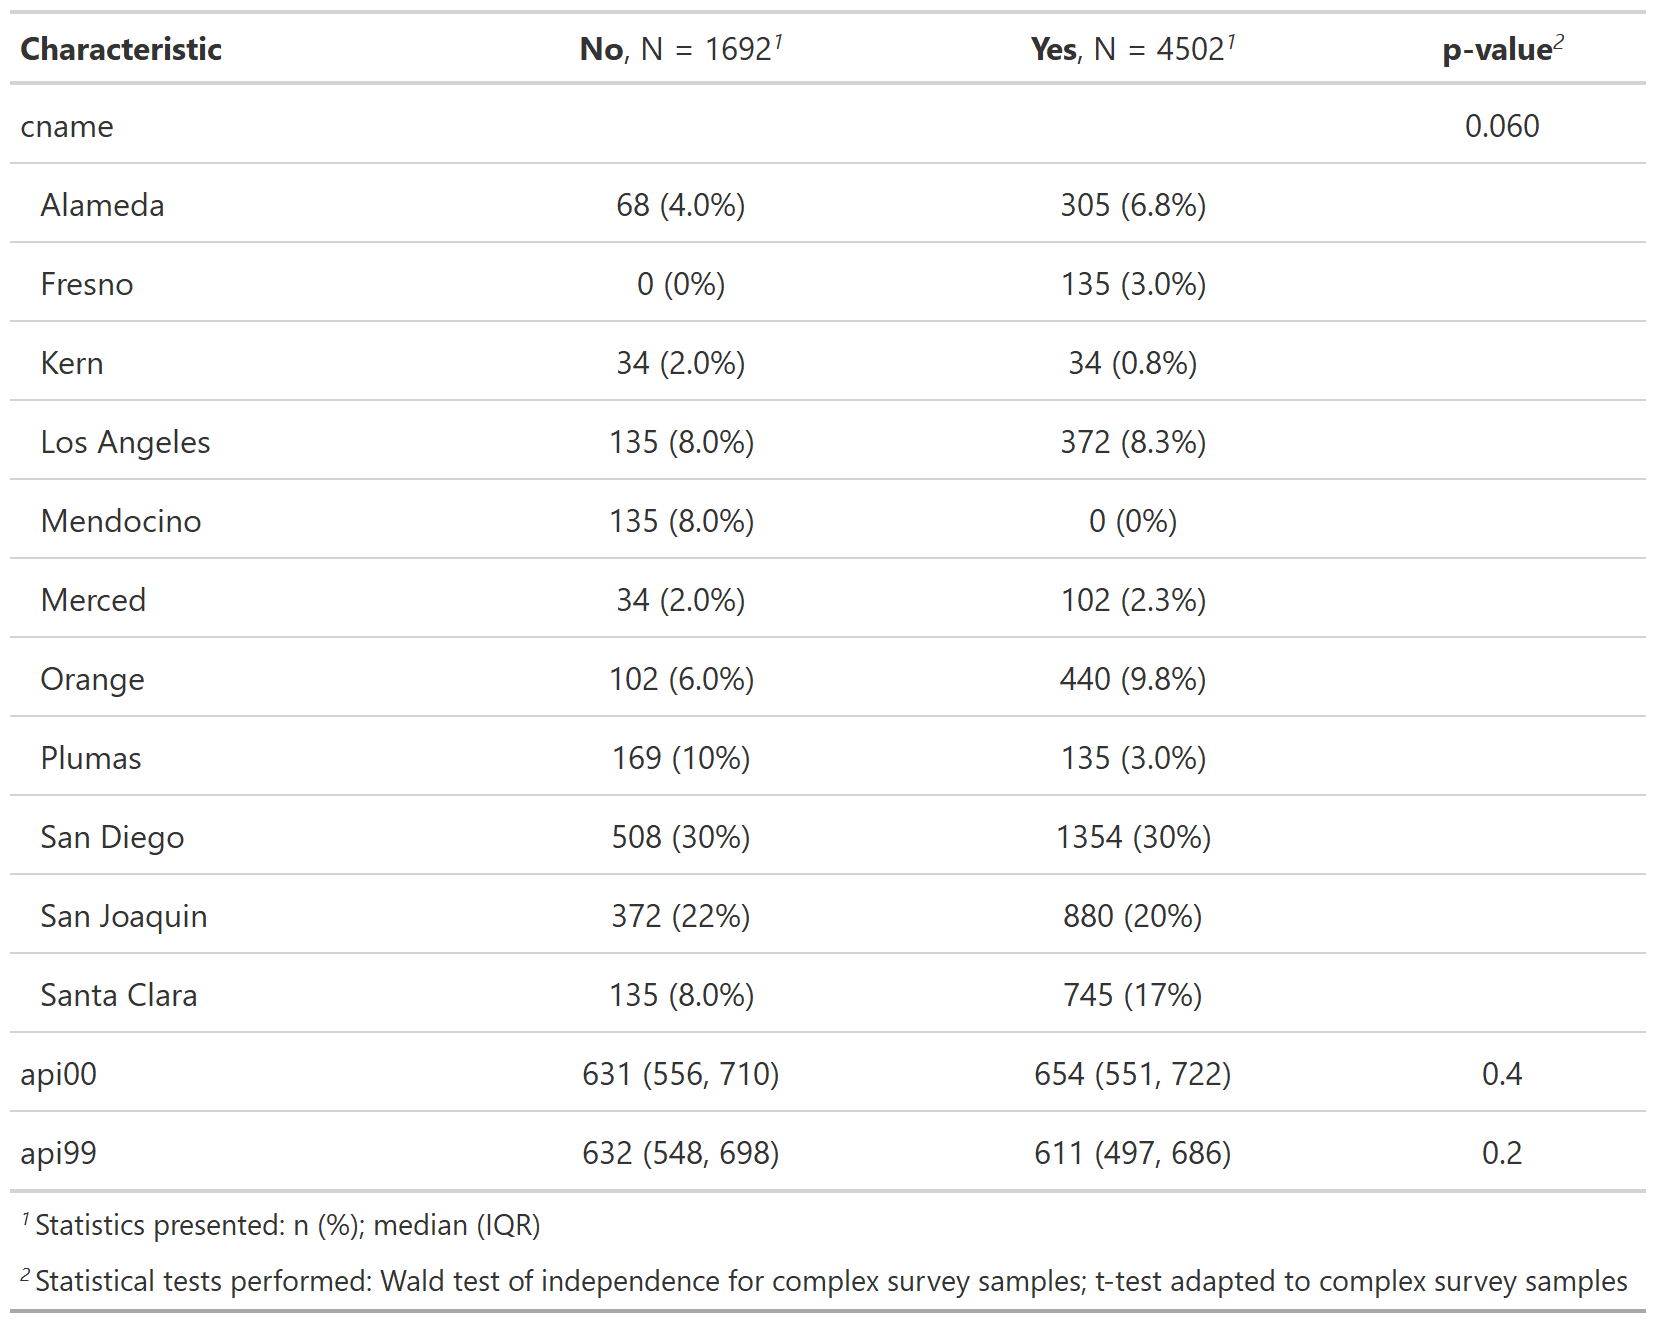 Characteristic No, N = 1692¹ Yes, N = 4502¹ p-value²
cname 0.060
Alameda 68 (4.0%) 305 (6.8%)
Fresno 0 (0%) 135 (3.0%)
Kern 34 (2.0%) 34 (0.8%)
Los Angeles 135 (8.0%) 372 (8.3%)
Mendocino 135 (8.0%) 0 (0%)
Merced 34 (2.0%) 102 (2.3%)
Orange 102 (6.0%) 440 (9.8%)
Plumas 169 (10%) 135 (3.0%)
San Diego 508 (30%) 1354 (30%)
San Joaquin 372 (22%) 880 (20%)
Santa Clara 135 (8.0%) 745 (17%)
api00 631 (556, 710) 654 (551, 722) 0.4
api99 632 (548, 698) 611 (497, 686) 0.2
¹ Statistics presented: n (%); median (IQR)
² Statistical tests performed: Wald test of independence for complex survey samples; t-test adapted to complex survey samples